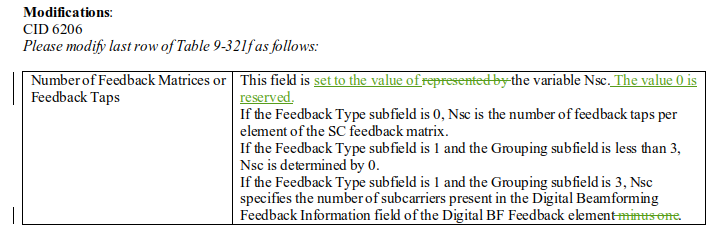 Modifications:
CID 6206
Please modify last row of Table 9-321f as follows:
Number of Feedback Matrices or
Feedback Taps
This field is set to the value of represented by the variable Nsc. The value 0 is
reserved.
If the Feedback Type subfield is 0, Nsc is the number of feedback taps per
element of the SC feedback matrix.
If the Feedback Type subfield is 1 and the Grouping subfield is less than 3,
Nsc is determined by 0.
If the Feedback Type subfield is 1 and the Grouping subfield is 3, Nsc
specifies the number of subcarriers present in the Digital Beamforming
Feedback Information field of the Digital BF Feedback element minus one.